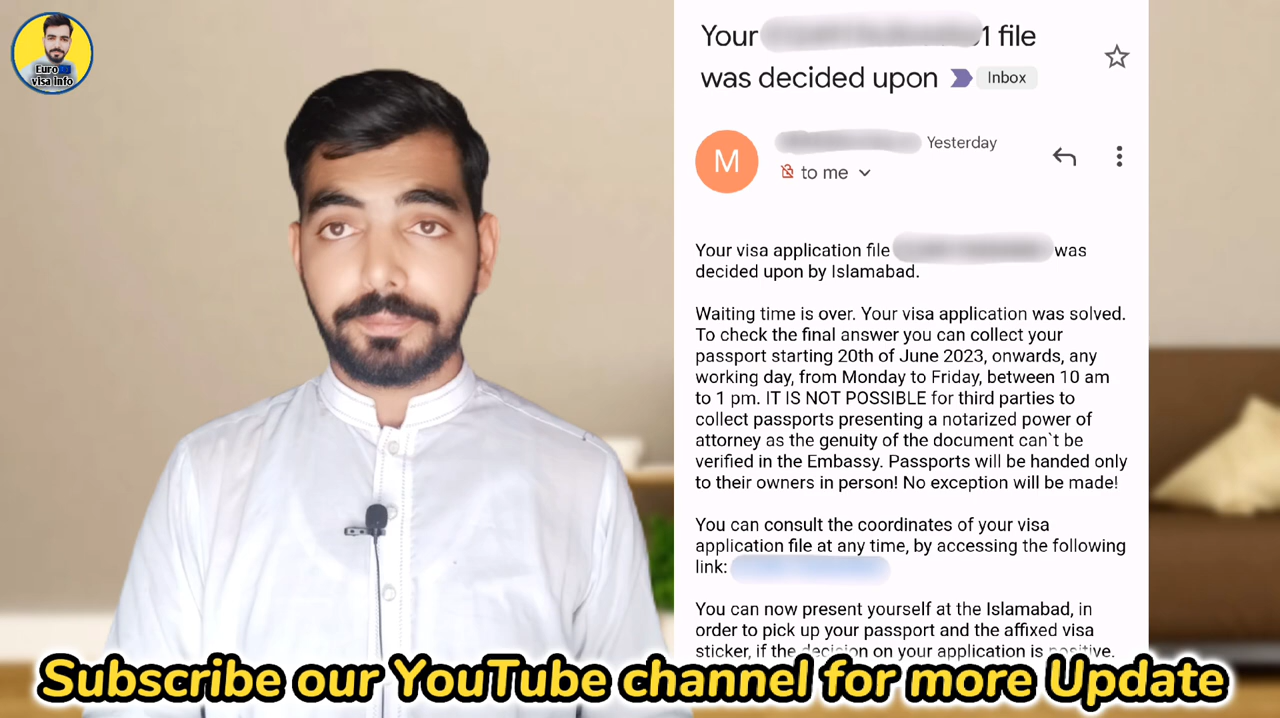 Euro
visa info
Your 1 file
was decided upon Inbox
M
Yesterday
to me
Your visa application file was
decided upon by Islamabad.
Waiting time is over. Your visa application was solved.
To check the final answer you can collect your
passport starting 20th of June 2023, onwards, any
working day, from Monday to Friday, between 10 am
to 1 pm. IT IS NOT POSSIBLE for third parties to
collect passports presenting a notarized power of
attorney as the genuity of the document can`t be
verified in the Embassy. Passports will be handed only
to their owners in person! No exception will be made!
You can consult the coordinates of your visa
application file at any time, by accessing the following
link:
You can now present yourself at the Islamabad, in
order to pick up your passport and the affixed visa
sticker, if the decision on your application is positive.
Subscribe our YouTube channel for more Update